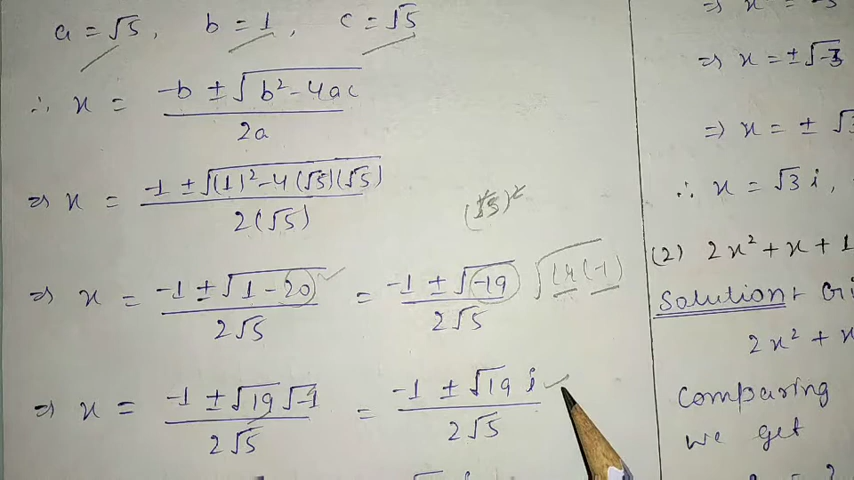 a = √5, b = 1, c = √5
∴ x = (-b ± √(b² - 4ac)) / 2a
⇒ x = (-1 ± √((1)² - 4(√5)(√5))) / 2(√5)
(√5)²
⇒ x = (-1 ± √(1 - 20)) / 2√5 = (-1 ± √(-19)) / 2√5
⇒ x = (-1 ± √19 √-1) / 2√5 = (-1 ± √19 i) / 2√5
⇒ x = ± √-3
⇒ x = ± √3
∴ x = √3 i,
(2) 2x² + x + 1
Solution:- Gi
2x² + x
Comparing
we get